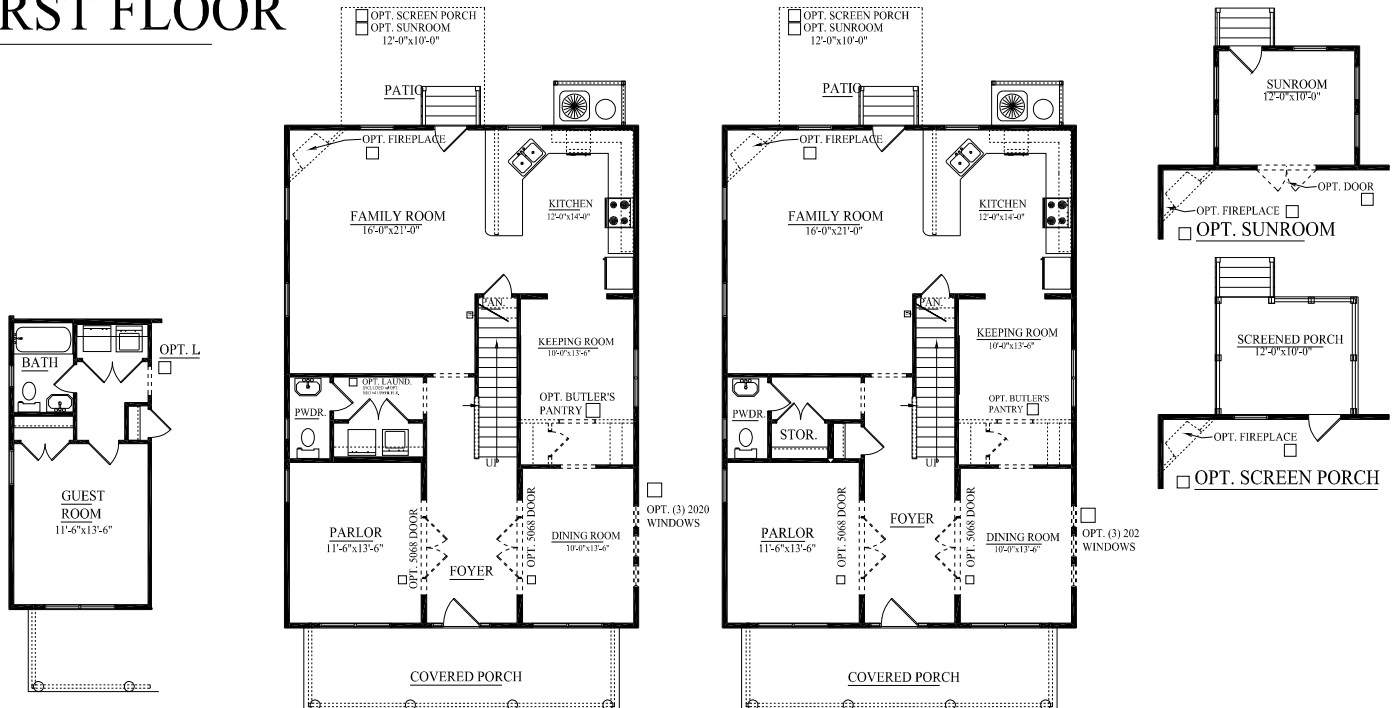 RST FLOOR
OPT. SCREEN PORCH
OPT. SUNROOM
12'-0"x10'-0"
PATIO
OPT. FIREPLACE
FAMILY ROOM
16'-0"x21'-0"
KITCHEN
12'-0"x14'-0"
PAN.
KEEPING ROOM
10'-0"x13'-6"
OPT. LAUND.
PWDR.
OPT. BUTLER'S
PANTRY
UP
PARLOR
11'-6"x13'-6"
OPT. 5068 DOOR
FOYER
OPT. 5068 DOOR
DINING ROOM
10'-0"x13'-6"
OPT. (3) 2020
WINDOWS
COVERED PORCH
BATH
OPT. L
GUEST
ROOM
11'-6"x13'-6"
OPT. SCREEN PORCH
OPT. SUNROOM
12'-0"x10'-0"
PATIO
OPT. FIREPLACE
FAMILY ROOM
16'-0"x21'-0"
KITCHEN
12'-0"x14'-0"
PAN.
KEEPING ROOM
10'-0"x13'-6"
PWDR.
STOR.
OPT. BUTLER'S
PANTRY
UP
PARLOR
11'-6"x13'-6"
OPT. 5068 DOOR
FOYER
OPT. 5068 DOOR
DINING ROOM
10'-0"x13'-6"
OPT. (3) 202
WINDOWS
COVERED PORCH
SUNROOM
12'-0"x10'-0"
OPT. DOOR
OPT. FIREPLACE
OPT. SUNROOM
SCREENED PORCH
12'-0"x10'-0"
OPT. FIREPLACE
OPT. SCREEN PORCH